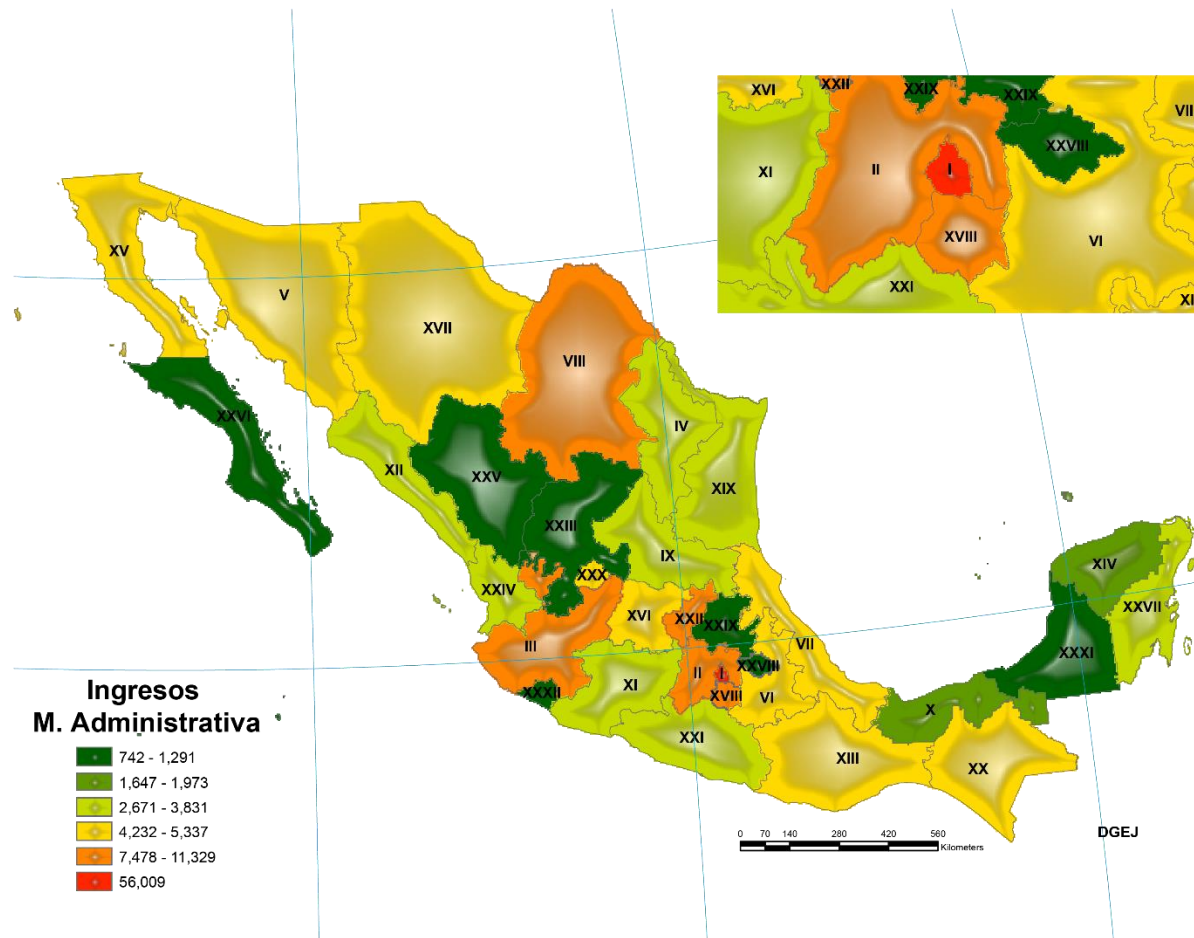 XVI
XXII
XXIX
XXIX
VII
XXVIII
XI
II
I
XVIII
VI
XXI
XI
XV
V
XVII
VIII
XXVI
IV
XII
XXV
XIX
XXIII
IX
XIV
XXX
XXIV
XXVII
XVI
XXII
XXIX
III
VII
XXXI
XXVIII
XI
II
I
XXXII
XVIII
VI
X
XXI
XIII
XX
Ingresos
M. Administrativa
742 - 1,291
1,647 - 1,973
2,671 - 3,831
4,232 - 5,337
7,478 - 11,329
56,009
0 70 140 280 420 560
Kilometers
DGEJ